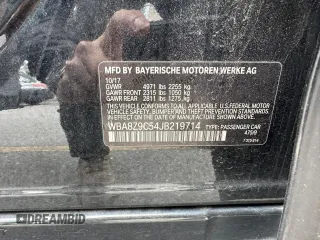 MFD BY BAYERISCHE MOTOREN WERKE AG
10/17
GVWR 4971 lbs 2255 kg
GAWR FRONT 2315 lbs 1050 kg
GAWR REAR 2811 lbs 1275 kg
THIS VEHICLE CONFORMS TO ALL APPLICABLE
FEDERAL MOTOR VEHICLE SAFETY, BUMPER, AND
THEFT PREVENTION STANDARDS IN EFFECT ON THE
DATE OF MANUFACTURE SHOWN ABOVE.
WBA8Z9C54JB219714 TYPE: PASSENGER CAR
DREAMBID